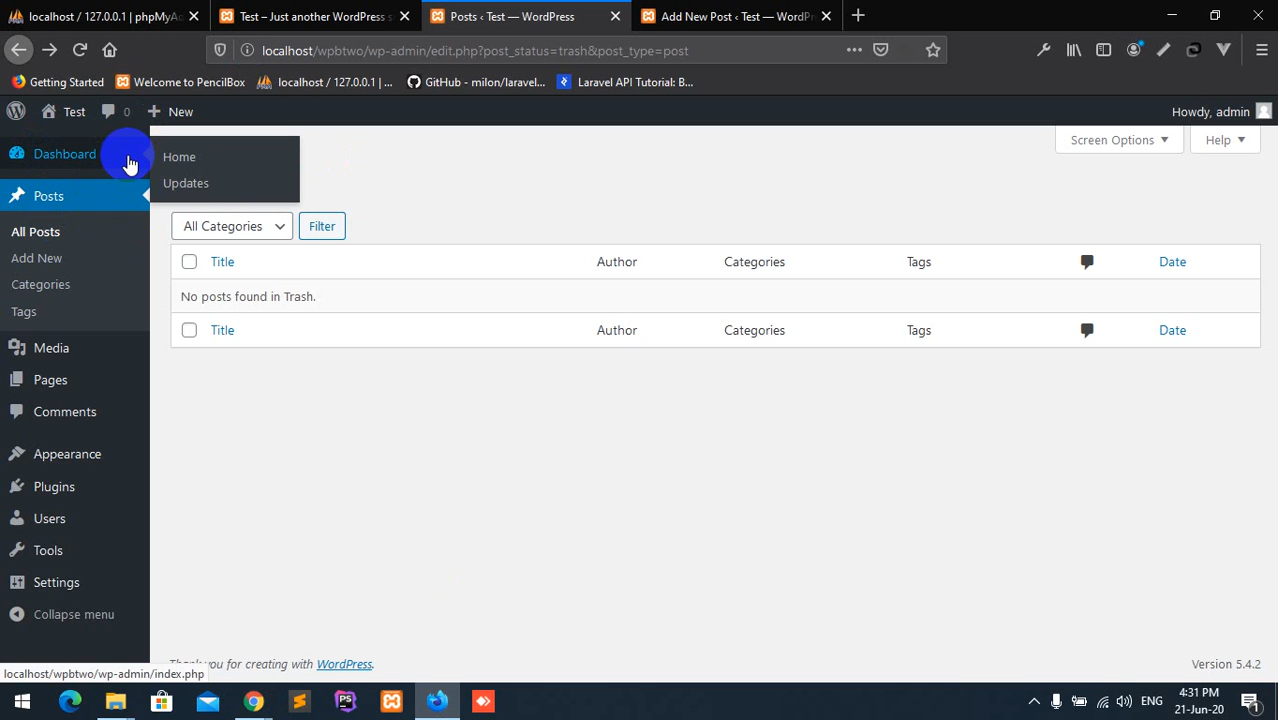 localhost / 127.0.0.1 | phpMyAd
Test – Just another WordPress s
Posts ‹ Test — WordPress
Add New Post ‹ Test — WordPr
localhost/wpbtwo/wp-admin/edit.php?post_status=trash&post_type=post
Getting Started
Welcome to PencilBox
localhost / 127.0.0.1 | ...
GitHub - milon/laravel...
Laravel API Tutorial: B...
Test
0
New
Howdy, admin
Dashboard
Home
Updates
Screen Options
Help
Posts
All Categories
Filter
All Posts
Add New
Categories
Tags
Title
Author
Categories
Tags
Date
No posts found in Trash.
Title
Author
Categories
Tags
Date
Media
Pages
Comments
Appearance
Plugins
Users
Tools
Settings
Collapse menu
Thank you for creating with WordPress.
Version 5.4.2
localhost/wpbtwo/wp-admin/index.php
PS
ENG
4:31 PM
21-Jun-20
1